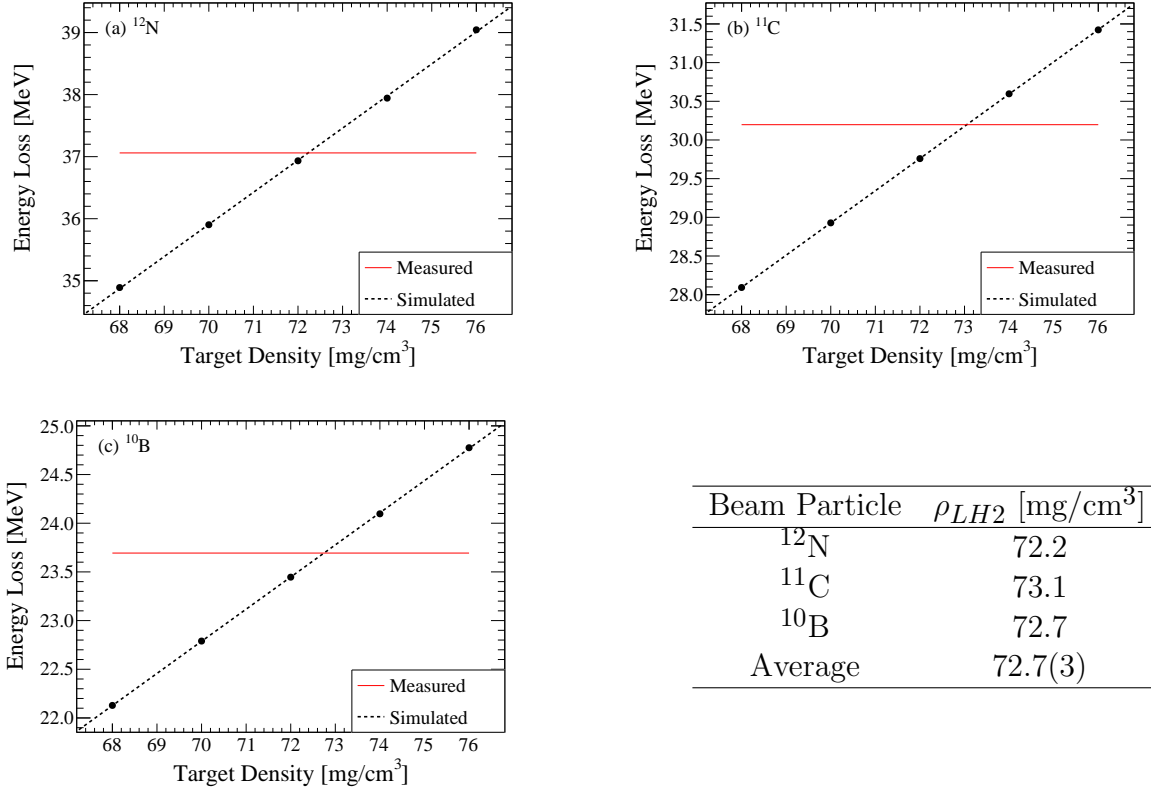 (a) ¹²N
39
38
37
36
35
Energy Loss [MeV]
68 69 70 71 72 73 74 75 76
Target Density [mg/cm³]
Measured
Simulated
(b) ¹¹C
31.5
31.0
30.5
30.0
29.5
29.0
28.5
28.0
Energy Loss [MeV]
68 69 70 71 72 73 74 75 76
Target Density [mg/cm³]
Measured
Simulated
(c) ¹⁰B
25.0
24.5
24.0
23.5
23.0
22.5
22.0
Energy Loss [MeV]
68 69 70 71 72 73 74 75 76
Target Density [mg/cm³]
Measured
Simulated
Beam Particle ρLH2 [mg/cm³]
¹²N 72.2
¹¹C 73.1
¹⁰B 72.7
Average 72.7(3)